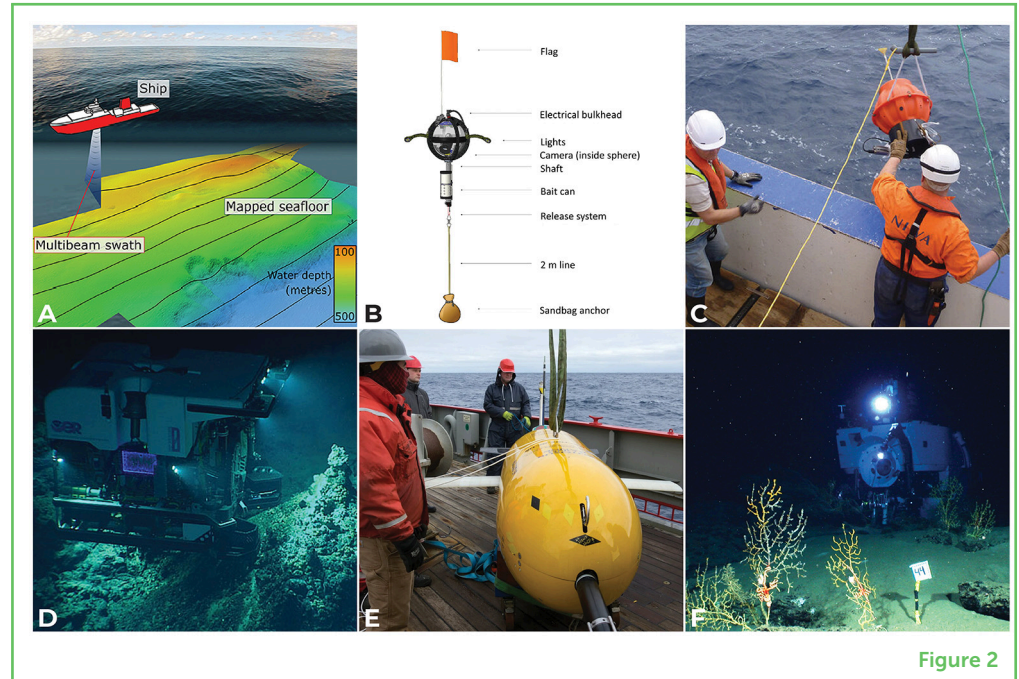 Ship
Mapped seafloor
Multibeam swath
Water depth
(metres)
100
500
A
Flag
Electrical bulkhead
Lights
Camera (inside sphere)
Shaft
Bait can
Release system
2 m line
Sandbag anchor
B
NIWA
C
D
E
44
F
Figure 2